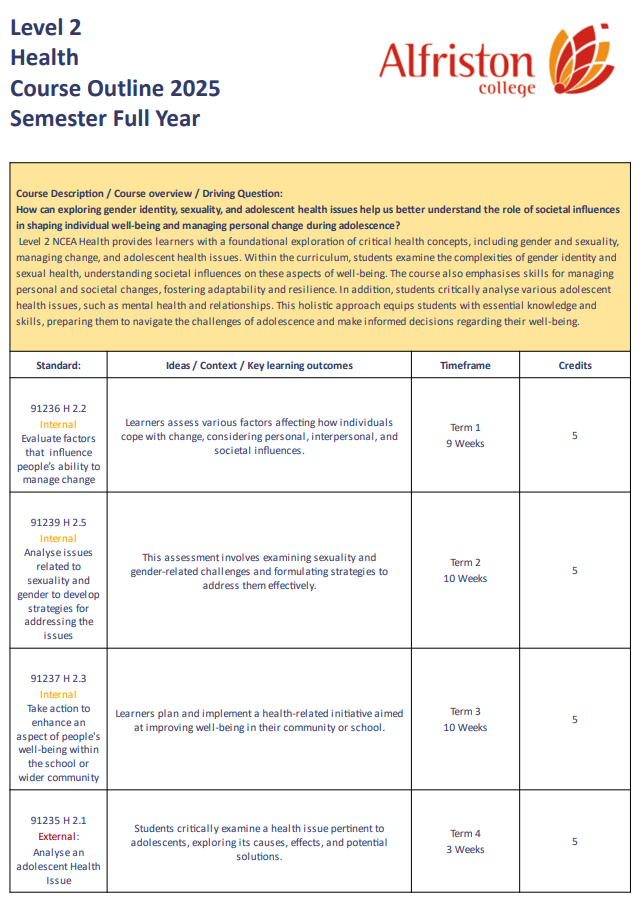 Level 2
Health
Course Outline 2025
Semester Full Year
Alfriston
college
Course Description / Course overview / Driving Question:
How can exploring gender identity, sexuality, and adolescent health issues help us better understand the role of societal influences
in shaping individual well-being and managing personal change during adolescence?
Level 2 NCEA Health provides learners with a foundational exploration of critical health concepts, including gender and sexuality,
managing change, and adolescent health issues. Within the curriculum, students examine the complexities of gender identity and
sexual health, understanding societal influences on these aspects of well-being. The course also emphasises skills for managing
personal and societal changes, fostering adaptability and resilience. In addition, students critically analyse various adolescent
health issues, such as mental health and relationships. This holistic approach equips students with essential knowledge and
skills, preparing them to navigate the challenges of adolescence and make informed decisions regarding their well-being.
Standard:
Ideas / Context / Key learning outcomes
Timeframe
Credits
91236 H 2.2
Internal
Evaluate factors
that influence
people's ability to
manage change
Learners assess various factors affecting how individuals
cope with change, considering personal, interpersonal, and
societal influences.
Term 1
9 Weeks
5
91239 H 2.5
Internal
Analyse issues
related to
sexuality and
gender to develop
strategies for
addressing the
issues
This assessment involves examining sexuality and
gender-related challenges and formulating strategies to
address them effectively.
Term 2
10 Weeks
5
91237 H 2.3
Internal
Take action to
enhance an
aspect of people's
well-being within
the school or
wider community
Learners plan and implement a health-related initiative aimed
at improving well-being in their community or school.
Term 3
10 Weeks
5
91235 H 2.1
External:
Analyse an
adolescent Health
Issue
Students critically examine a health issue pertinent to
adolescents, exploring its causes, effects, and potential
solutions.
Term 4
3 Weeks
5